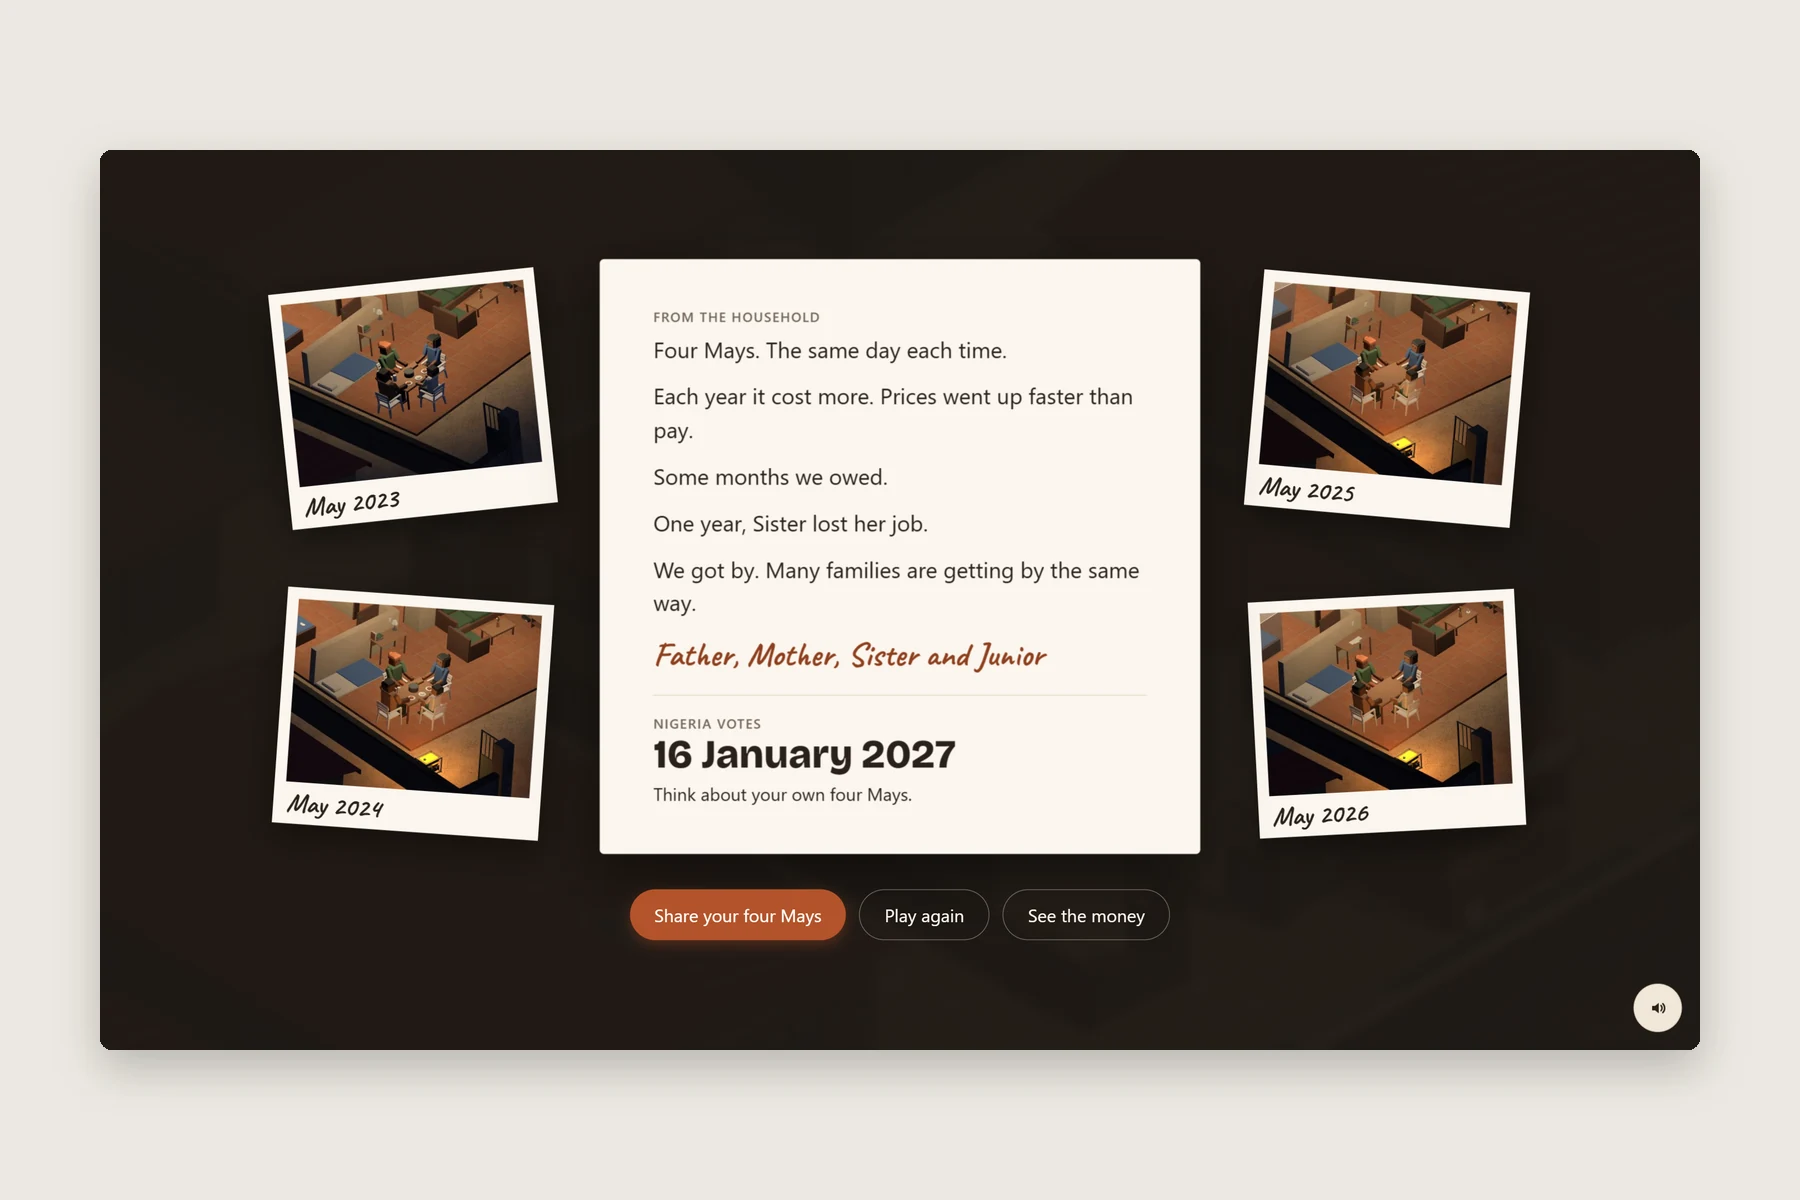 May 2023
May 2024
FROM THE HOUSEHOLD
Four Mays. The same day each time.
Each year it cost more. Prices went up faster than
pay.
Some months we owed.
One year, Sister lost her job.
We got by. Many families are getting by the same
way.
Father, Mother, Sister and Junior
NIGERIA VOTES
16 January 2027
Think about your own four Mays.
May 2025
May 2026
Share your four Mays
Play again
See the money